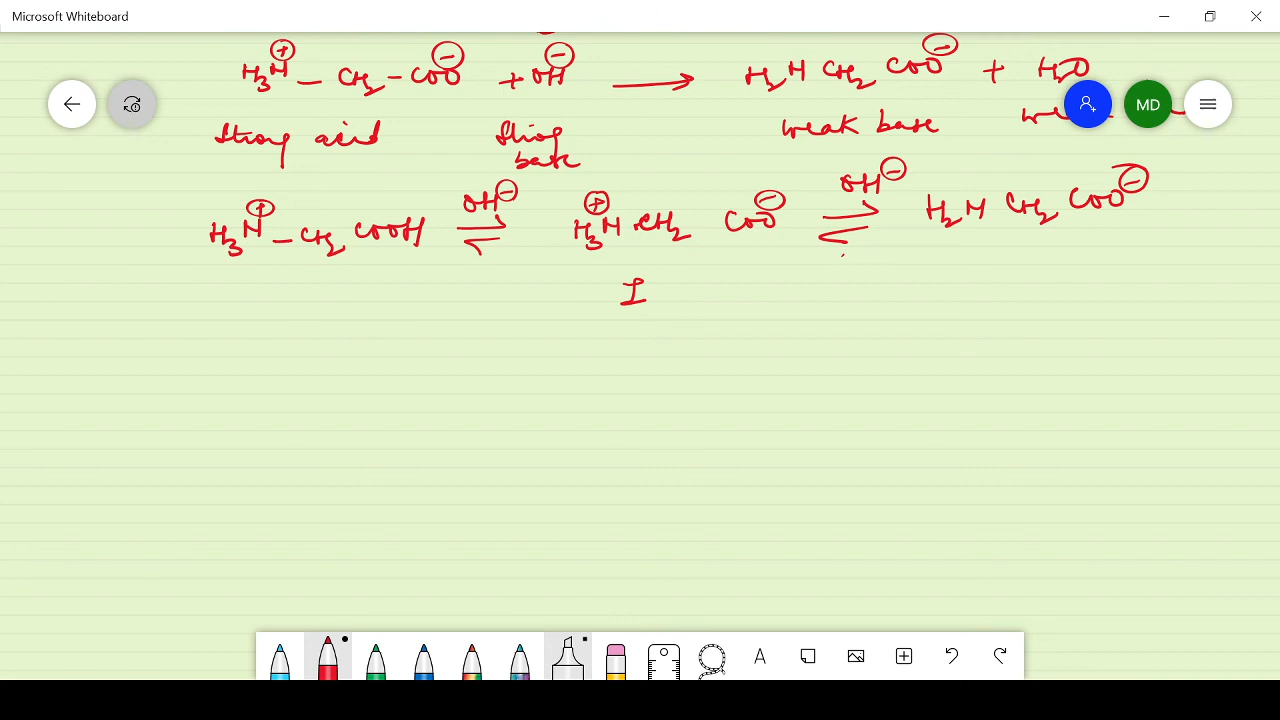 Microsoft Whiteboard
H₃N⊕ — CH₂ — COO⊖ + OH⊖ ⟶ H₂N CH₂ COO⊖ + H₂O
Strong acid Strong base weak base
MD
H₃N⊕ — CH₂ COOH ⇌ OH⊖ H₃N⊕ CH₂ COO⊖ ⇌ OH⊖ H₂N CH₂ COO⊖
I
A